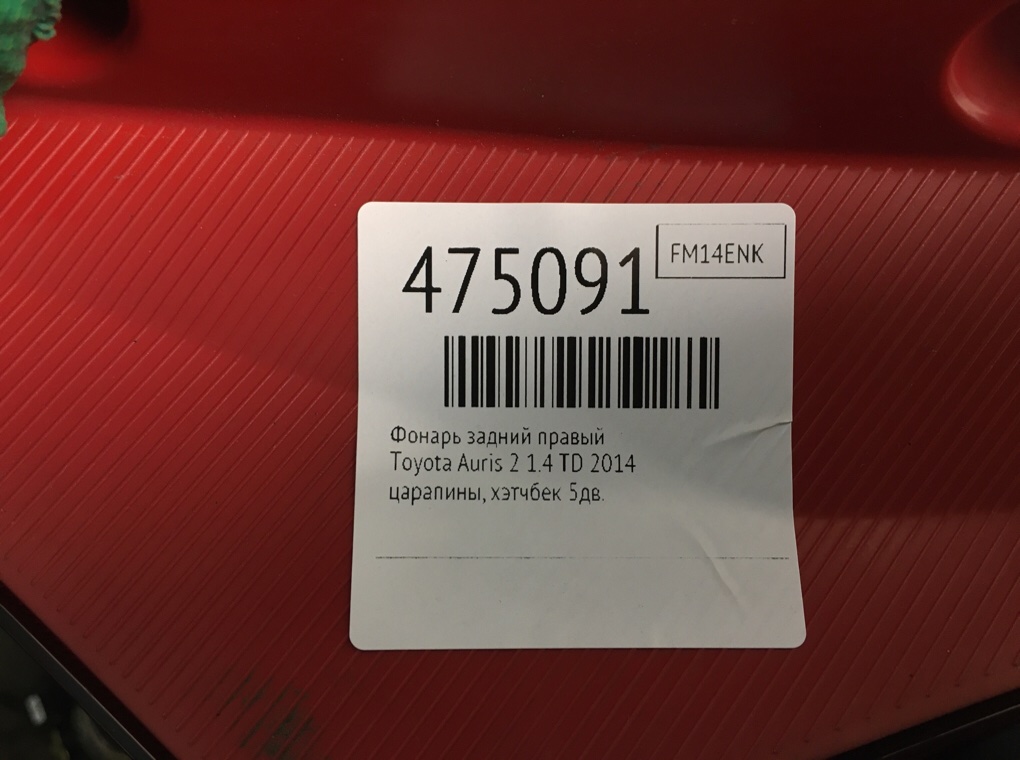 475091
FM14ENK
Фонарь задний правый
Toyota Auris 2 1.4 TD 2014
царапины, хэтчбек 5дв.